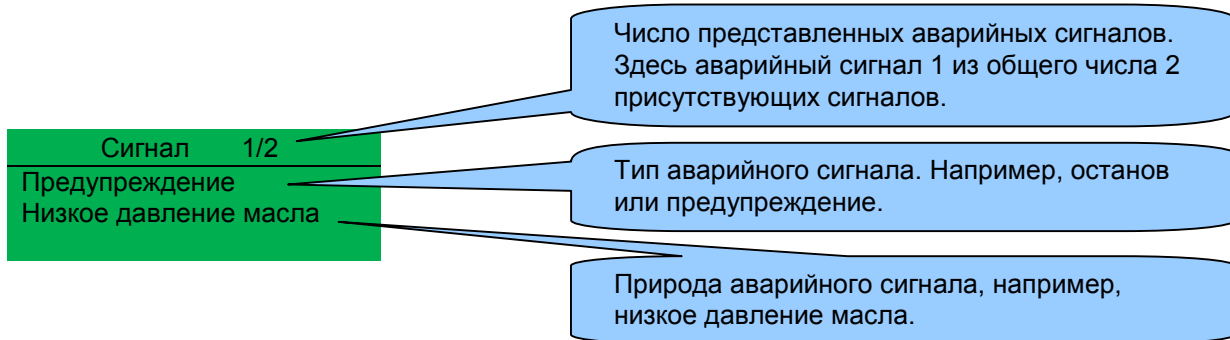 Число представленных аварийных сигналов.
Здесь аварийный сигнал 1 из общего числа 2
присутствующих сигналов.
Сигнал 1/2
Предупреждение
Низкое давление масла
Тип аварийного сигнала. Например, останов
или предупреждение.
Природа аварийного сигнала, например,
низкое давление масла.